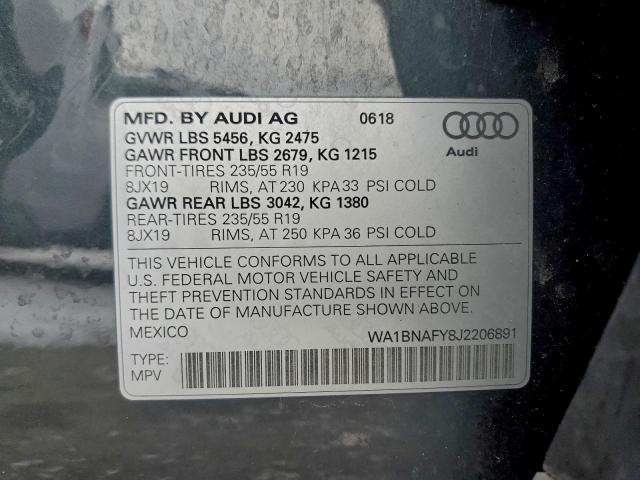 MFD. BY AUDI AG 0618
GVWR LBS 5456, KG 2475
GAWR FRONT LBS 2679, KG 1215
FRONT-TIRES 235/55 R19
8JX19 RIMS, AT 230 KPA 33 PSI COLD
GAWR REAR LBS 3042, KG 1380
REAR-TIRES 235/55 R19
8JX19 RIMS, AT 250 KPA 36 PSI COLD
Audi
THIS VEHICLE CONFORMS TO ALL APPLICABLE
U.S. FEDERAL MOTOR VEHICLE SAFETY AND
THEFT PREVENTION STANDARDS IN EFFECT ON
THE DATE OF MANUFACTURE SHOWN ABOVE.
MEXICO WA1BNAFY8J2206891
TYPE:
MPV